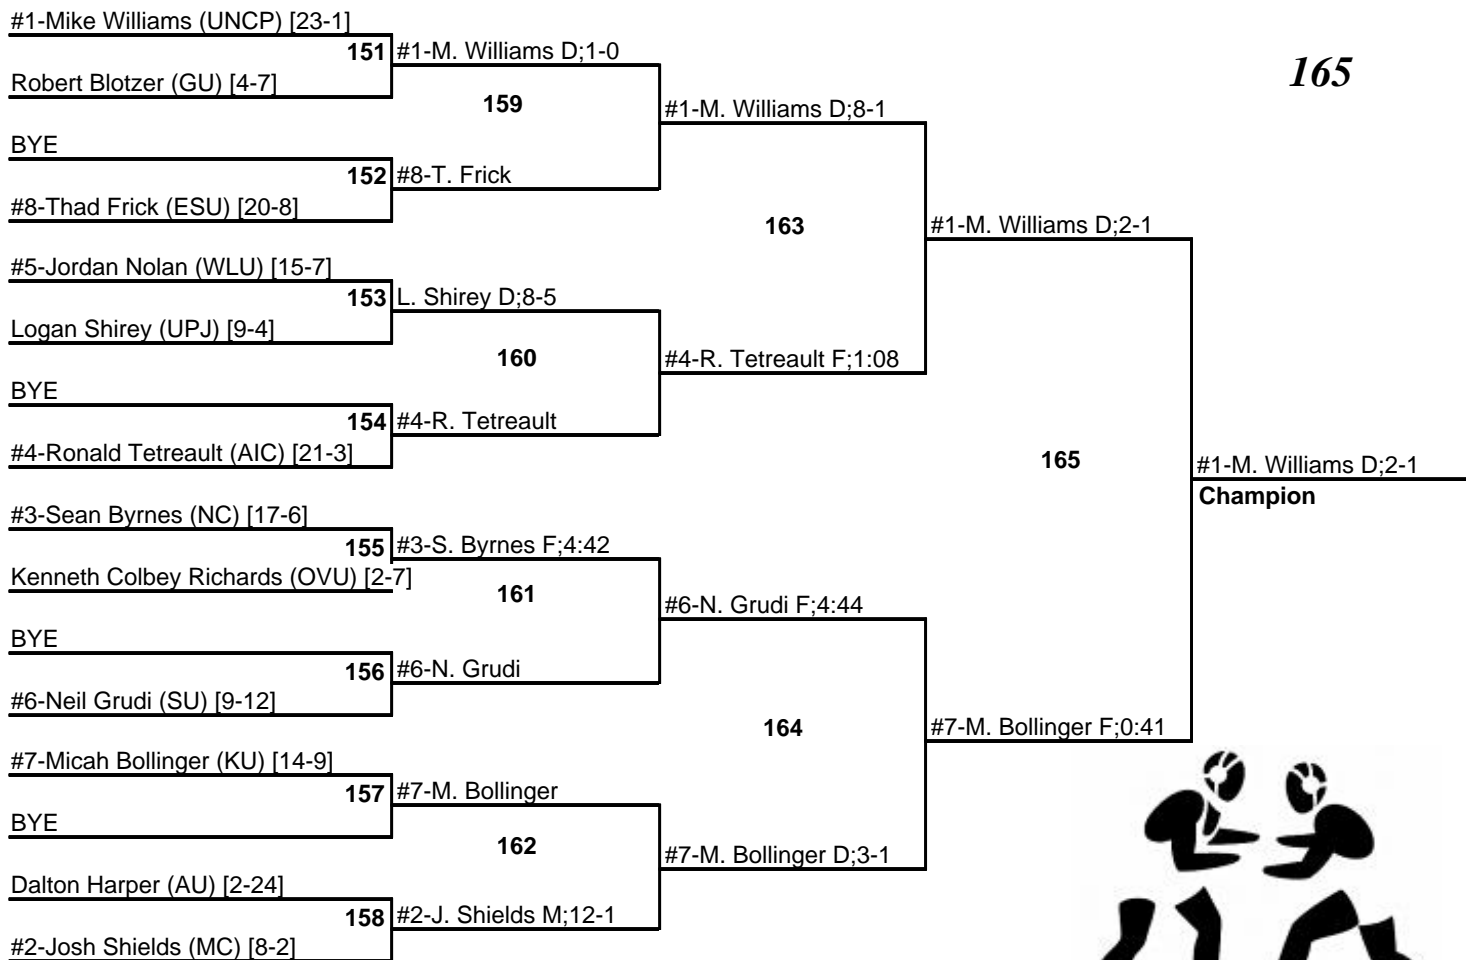 #1-Mike Williams (UNCP) [23-1]
151 #1-M. Williams D;1-0
165
Robert Blotzer (GU) [4-7]
159
#1-M. Williams D;8-1
BYE
152 #8-T. Frick
#8-Thad Frick (ESU) [20-8]
163
#1-M. Williams D;2-1
#5-Jordan Nolan (WLU) [15-7]
153 L. Shirey D;8-5
Logan Shirey (UPJ) [9-4]
160
#4-R. Tetreault F;1:08
BYE
154 #4-R. Tetreault
#4-Ronald Tetreault (AIC) [21-3]
165
#1-M. Williams D;2-1
Champion
#3-Sean Byrnes (NC) [17-6]
155 #3-S. Byrnes F;4:42
Kenneth Colbey Richards (OVU) [2-7]
161
#6-N. Grudi F;4:44
BYE
156 #6-N. Grudi
#6-Neil Grudi (SU) [9-12]
164
#7-M. Bollinger F;0:41
#7-Micah Bollinger (KU) [14-9]
157 #7-M. Bollinger
BYE
162
#7-M. Bollinger D;3-1
Dalton Harper (AU) [2-24]
158 #2-J. Shields M;12-1
#2-Josh Shields (MC) [8-2]